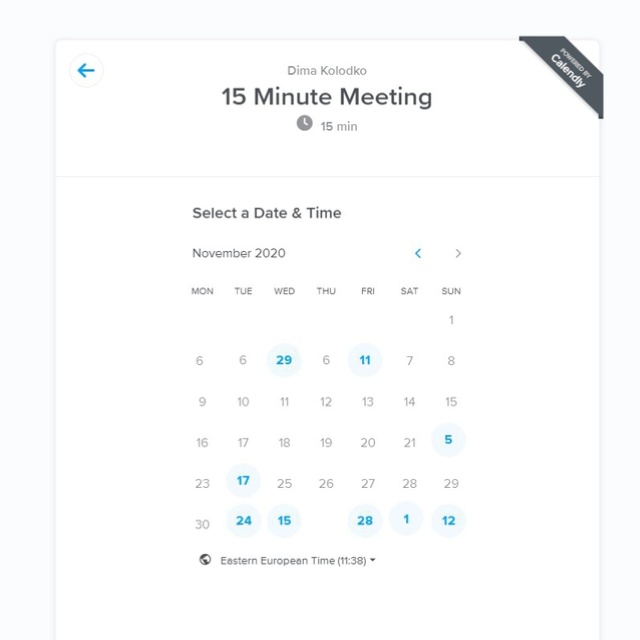 POWERED BY
Calendly
Dima Kolodko
15 Minute Meeting
15 min
Select a Date & Time
November 2020
MON TUE WED THU FRI SAT SUN
1
6 6 29 6 11 7 8
9 10 11 12 13 14 15
16 17 18 19 20 21 5
23 17 25 26 27 28 29
30 24 15 28 1 12
Eastern European Time (11:38)